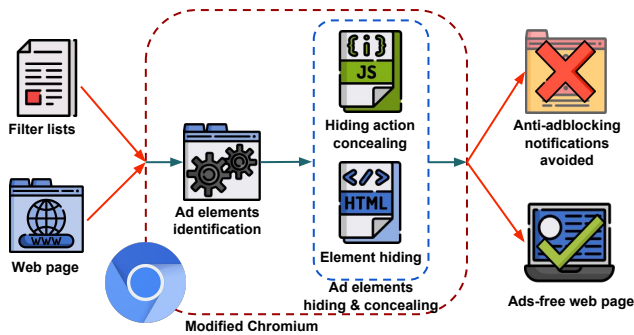 Filter lists
Web page
WWW
Ad elements
identification
{i}
JS
Hiding action
concealing
</>
HTML
Element hiding
Ad elements
hiding & concealing
Modified Chromium
Anti-adblocking
notifications
avoided
Ads-free web page